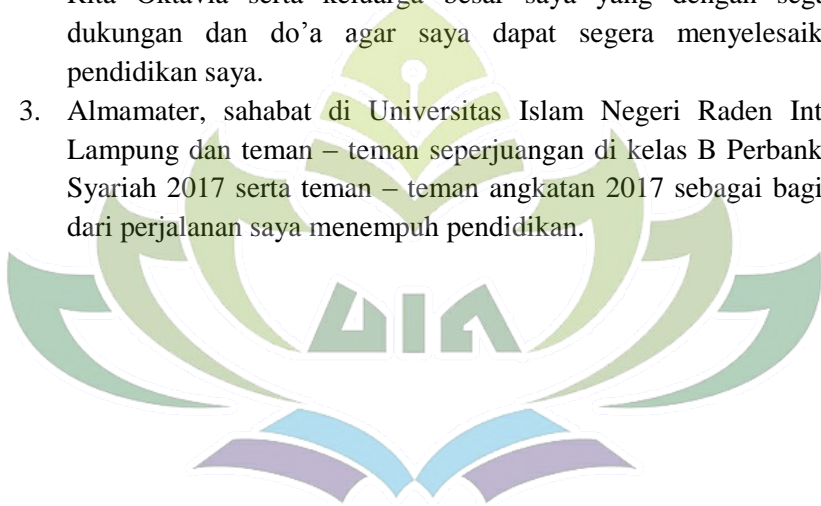 Oktavia serta keluarga besar saya yang dengan sega
dukungan dan do’a agar saya dapat segera menyelesaik
pendidikan saya.
3. Almamater, sahabat di Universitas Islam Negeri Raden Int
Lampung dan teman – teman seperjuangan di kelas B Perbank
Syariah 2017 serta teman – teman angkatan 2017 sebagai bagi
dari perjalanan saya menempuh pendidikan.
UIN